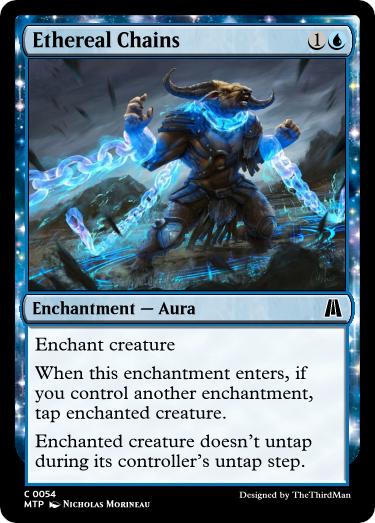 Ethereal Chains 1
Enchantment — Aura
Enchant creature
When this enchantment enters, if
you control another enchantment,
tap enchanted creature.
Enchanted creature doesn't untap
during its controller's untap step.
C 0054
MTP Nicholas Morineau
Designed by TheThirdMan